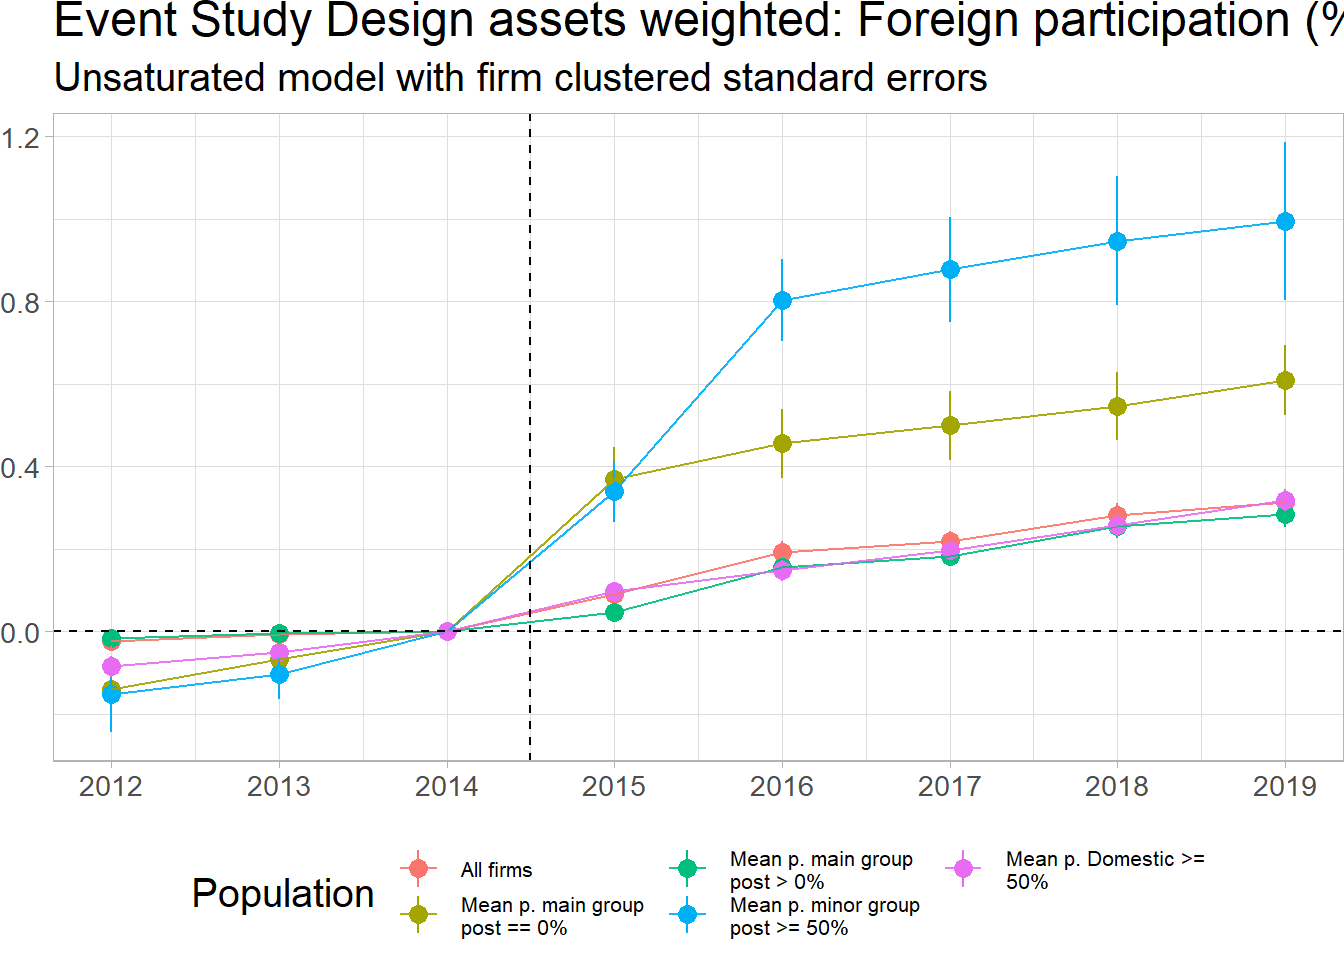 Event Study Design assets weighted: Foreign participation (%
Unsaturated model with firm clustered standard errors
1.2
0.8
0.4
0.0
2012 2013 2014 2015 2016 2017 2018 2019
Population
All firms
Mean p. main group
post == 0%
Mean p. main group
post > 0%
Mean p. minor group
post >= 50%
Mean p. Domestic >=
50%